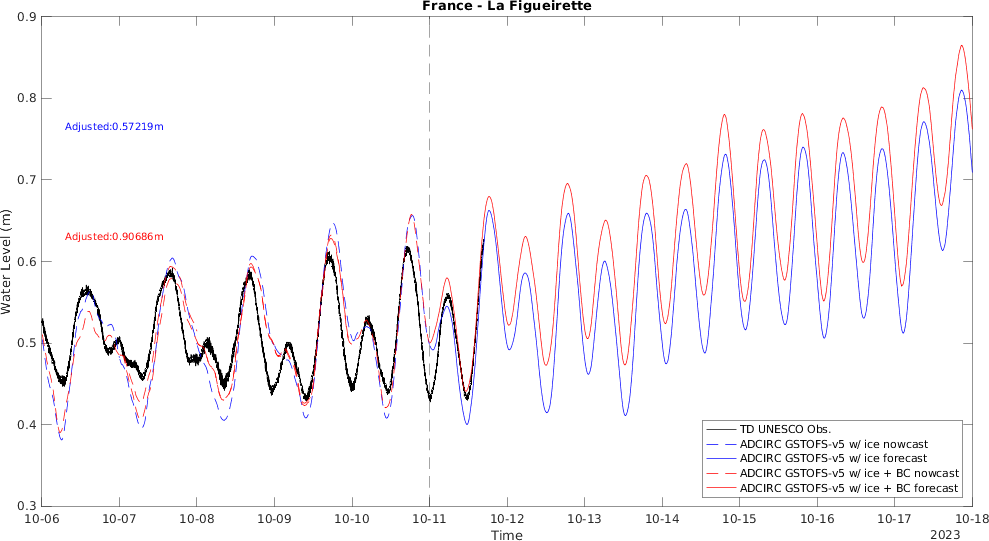 France - La Figueirette
0.9
0.8
0.7
0.6
0.5
0.4
0.3
Water Level (m)
Adjusted:0.57219m
Adjusted:0.90686m
TD UNESCO Obs.
ADCIRC GSTOFS-v5 w/ ice nowcast
ADCIRC GSTOFS-v5 w/ ice forecast
ADCIRC GSTOFS-v5 w/ ice + BC nowcast
ADCIRC GSTOFS-v5 w/ ice + BC forecast
10-06 10-07 10-08 10-09 10-10 10-11 10-12 10-13 10-14 10-15 10-16 10-17 10-18
Time
2023